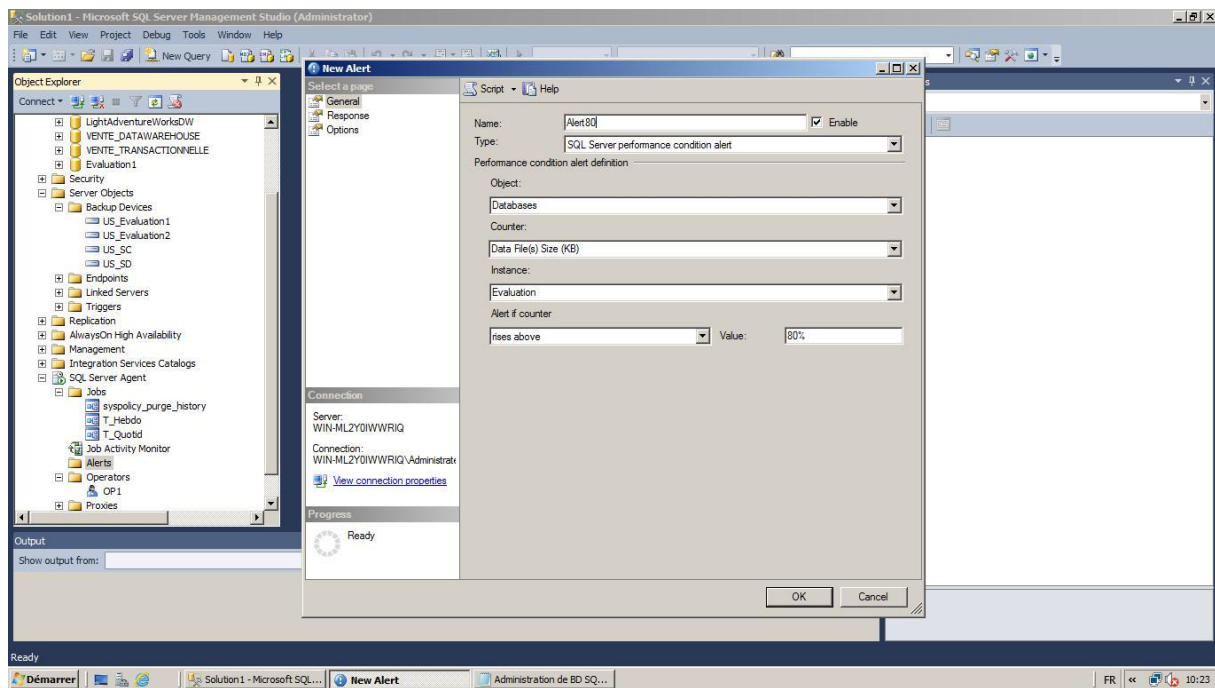 Solution1 - Microsoft SQL Server Management Studio (Administrator)
File Edit View Project Debug Tools Window Help
New Query
Object Explorer
Connect
LightAdventureWorksDW
VENTE_DATAWAREHOUSE
VENTE_TRANSACTIONNELLE
Evaluation1
Security
Server Objects
Backup Devices
US_Evaluation1
US_Evaluation2
US_SC
US_SD
Endpoints
Linked Servers
Triggers
Replication
AlwaysOn High Availability
Management
Integration Services Catalogs
SQL Server Agent
Jobs
syspolicy_purge_history
T_Hebdo
T_Quotid
Job Activity Monitor
Alerts
Operators
OP1
Proxies
Output
Show output from:
New Alert
Select a page
General
Response
Options
Script Help
Name: Alert80 Enable
Type: SQL Server performance condition alert
Performance condition alert definition
Object:
Databases
Counter:
Data File(s) Size (KB)
Instance:
Evaluation
Alert if counter
rises above Value: 80%
Connection
Server:
WIN-ML2Y0IWWRIQ
Connection:
WIN-ML2Y0IWWRIQ\Administrate
View connection properties
Progress
Ready
OK Cancel
s
Ready
Démarrer Solution1 - Microsoft SQL... New Alert Administration de BD SQ... FR « 10:23